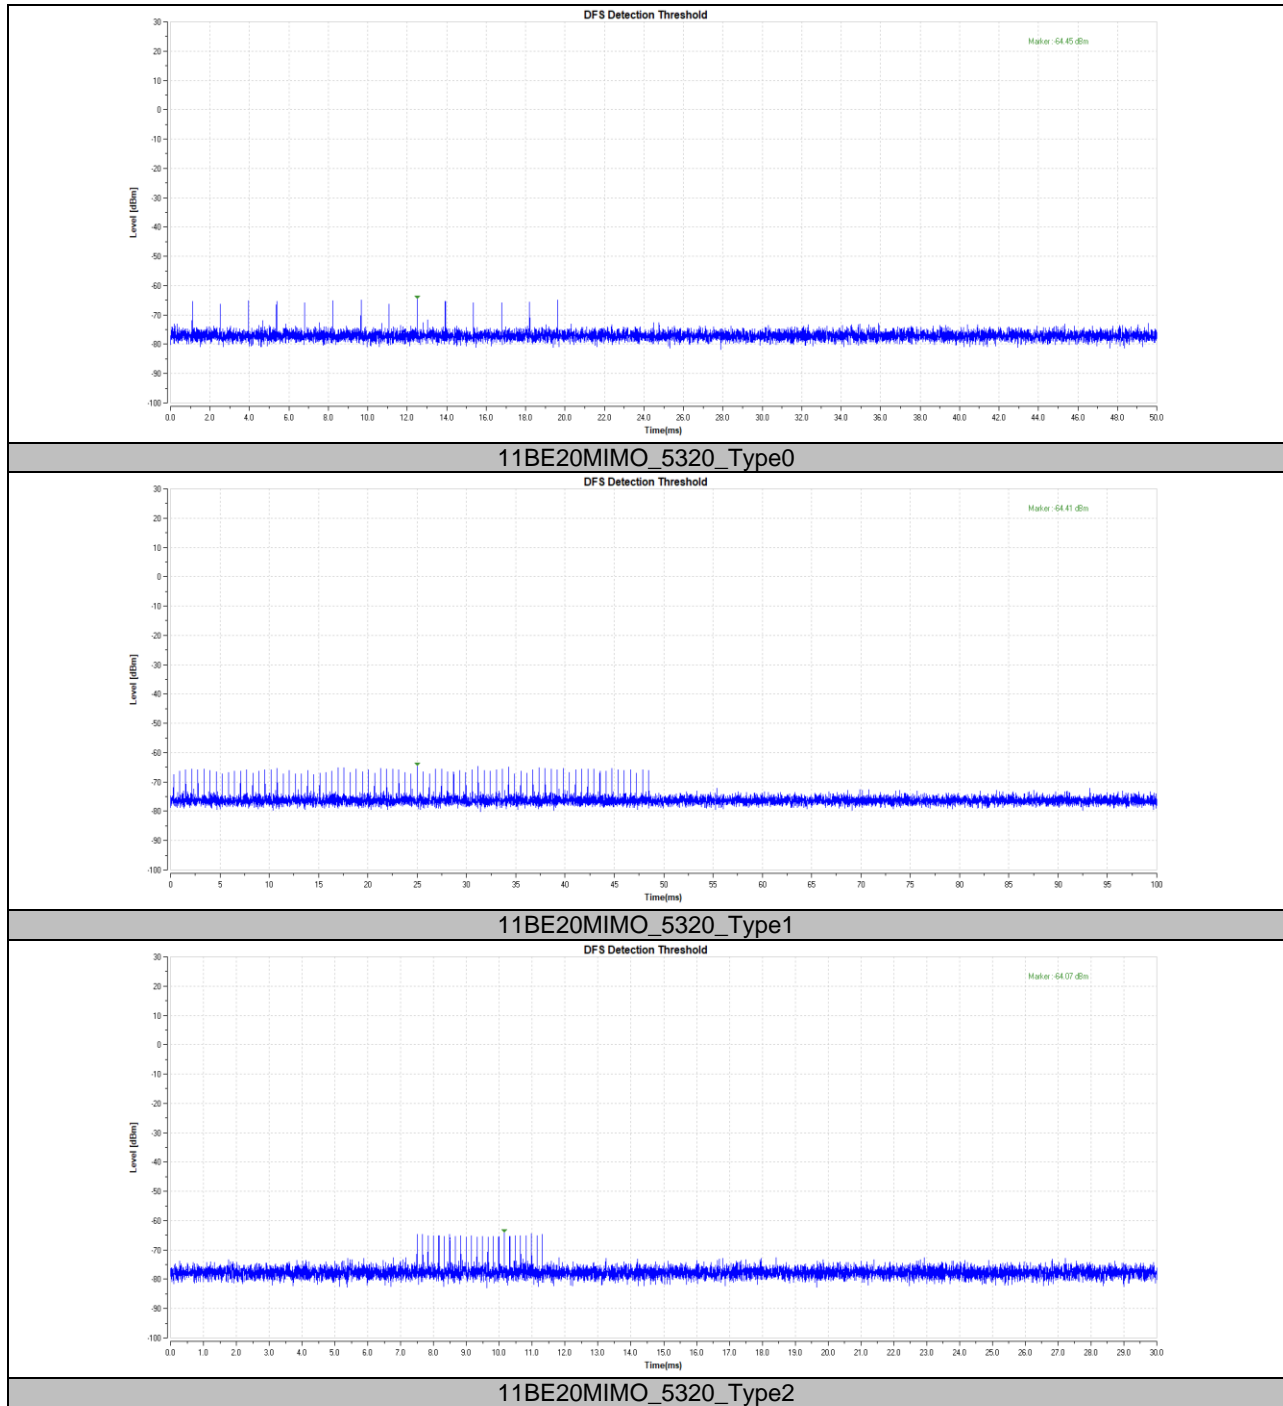 DFS Detection Threshold
Marker:-64.45 dBm
30
20
10
0
-10
-20
-30
-40
-50
-60
-70
-80
-90
-100
Level [dBm]
0.0 2.0 4.0 6.0 8.0 10.0 12.0 14.0 16.0 18.0 20.0 22.0 24.0 26.0 28.0 30.0 32.0 34.0 36.0 38.0 40.0 42.0 44.0 46.0 48.0 50.0
Time(ms)
11BE20MIMO_5320_Type0
DFS Detection Threshold
Marker:-64.41 dBm
30
20
10
0
-10
-20
-30
-40
-50
-60
-70
-80
-90
-100
Level [dBm]
0 5 10 15 20 25 30 35 40 45 50 55 60 65 70 75 80 85 90 95 100
Time(ms)
11BE20MIMO_5320_Type1
DFS Detection Threshold
Marker:-64.07 dBm
30
20
10
0
-10
-20
-30
-40
-50
-60
-70
-80
-90
-100
Level [dBm]
0.0 1.0 2.0 3.0 4.0 5.0 6.0 7.0 8.0 9.0 10.0 11.0 12.0 13.0 14.0 15.0 16.0 17.0 18.0 19.0 20.0 21.0 22.0 23.0 24.0 25.0 26.0 27.0 28.0 29.0 30.0
Time(ms)
11BE20MIMO_5320_Type2